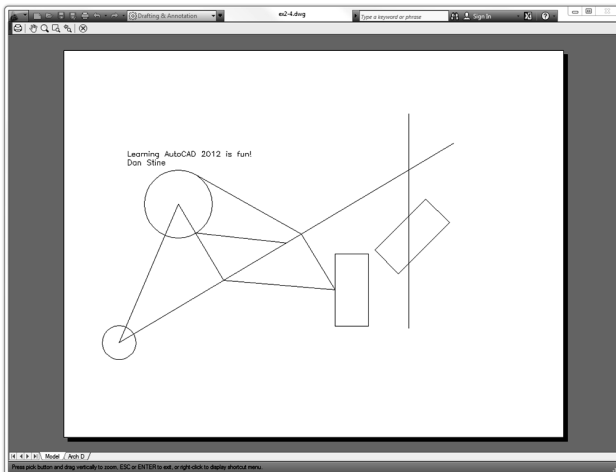 Drafting & Annotation
ex2-4.dwg
Type a keyword or phrase
Sign In
Learning AutoCAD 2012 is fun!
Dan Stine
Model
Arch D
Press pick button and drag vertically to zoom. ESC or ENTER to exit, or right-click to display shortcut menu.